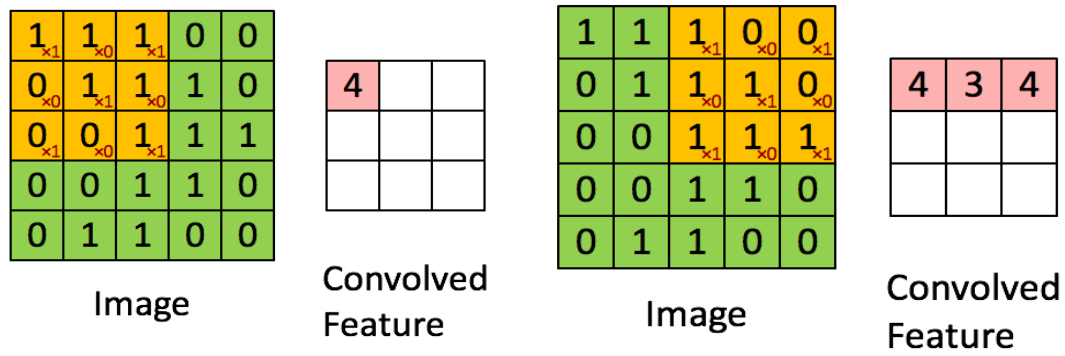 1×1 1×0 1×1 0 0
0×0 1×1 1×0 1 0
0×1 0×0 1×1 1 1
0 0 1 1 0
0 1 1 0 0
Image
4
Convolved
Feature
1 1 1×1 0×0 0×1
0 1 1×0 1×1 0×0
0 0 1×1 1×0 1×1
0 0 1 1 0
0 1 1 0 0
Image
4 3 4
Convolved
Feature